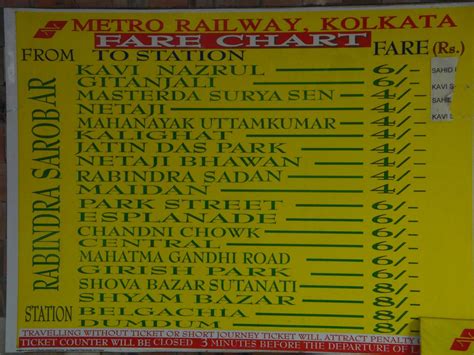 METRO RAILWAY, KOLKATA
FARE CHART
FROM TO STATION FARE (Rs.)
RABINDRA SAROBAR
STATION
KAVI NAZRUL 6/-
GITANJALI 6/-
MASTERDA SURYA SEN 4/-
NETAJI 4/-
MAHANAYAK UTTAMKUMAR 4/-
KALIGHAT 4/-
JATIN DAS PARK 4/-
NETAJI BHAWAN 4/-
RABINDRA SADAN 4/-
MAIDAN 4/-
PARK STREET 6/-
ESPLANADE 6/-
CHANDNI CHOWK 6/-
CENTRAL 6/-
MAHATMA GANDHI ROAD 6/-
GIRISH PARK 6/-
SHOVA BAZAR SUTANATI 8/-
SHYAM BAZAR 8/-
BELGACHIA 8/-
DUMDUM 8/-
TRAVELLING WITHOUT TICKET OR SHORT JOURNEY TICKET WILL ATTRACT PENALTY
TICKET COUNTER WILL BE CLOSED 3 MINUTES BEFORE THE DEPARTURE OF
SAHID
KAVI S
KAVI S